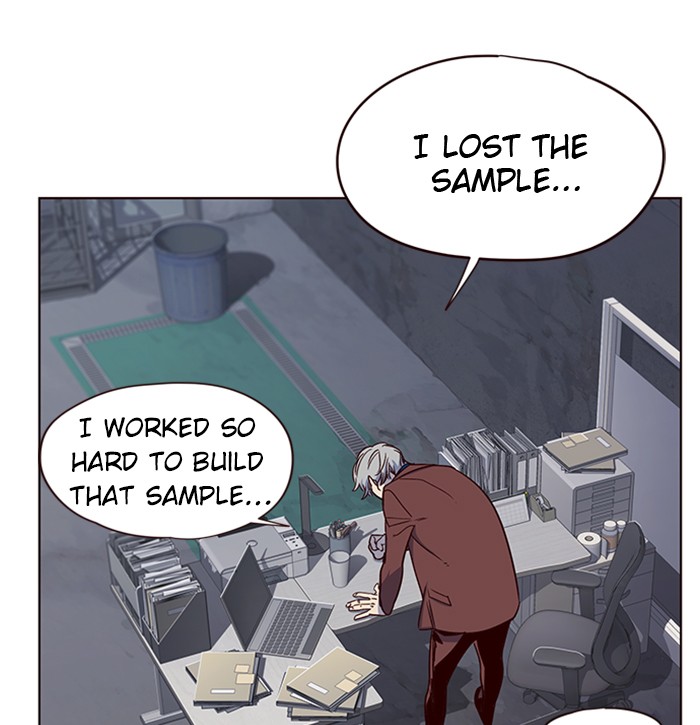 I LOST THE
SAMPLE...
I WORKED SO
HARD TO BUILD
THAT SAMPLE...